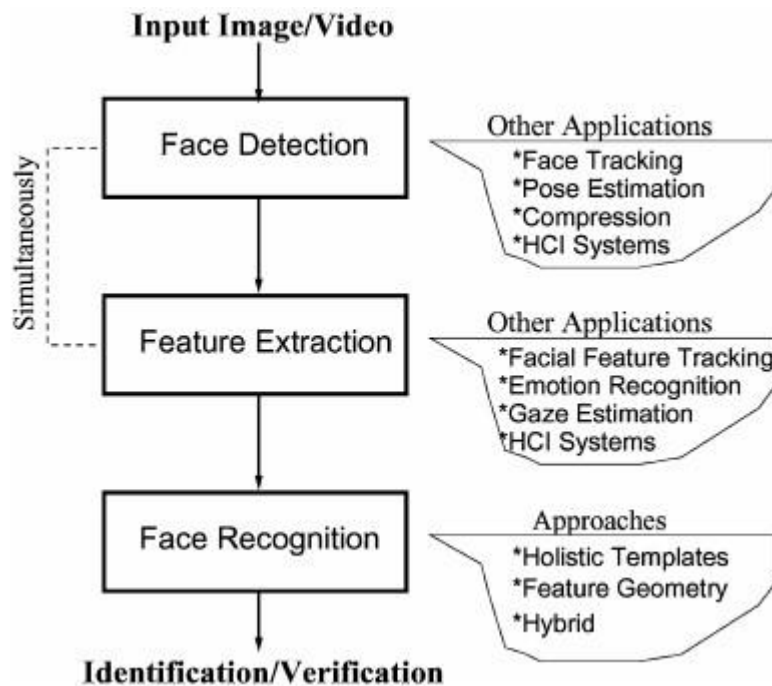 Input Image/Video
Face Detection
Other Applications
*Face Tracking
*Pose Estimation
*Compression
*HCI Systems
Simultaneously
Feature Extraction
Other Applications
*Facial Feature Tracking
*Emotion Recognition
*Gaze Estimation
*HCI Systems
Face Recognition
Approaches
*Holistic Templates
*Feature Geometry
*Hybrid
Identification/Verification